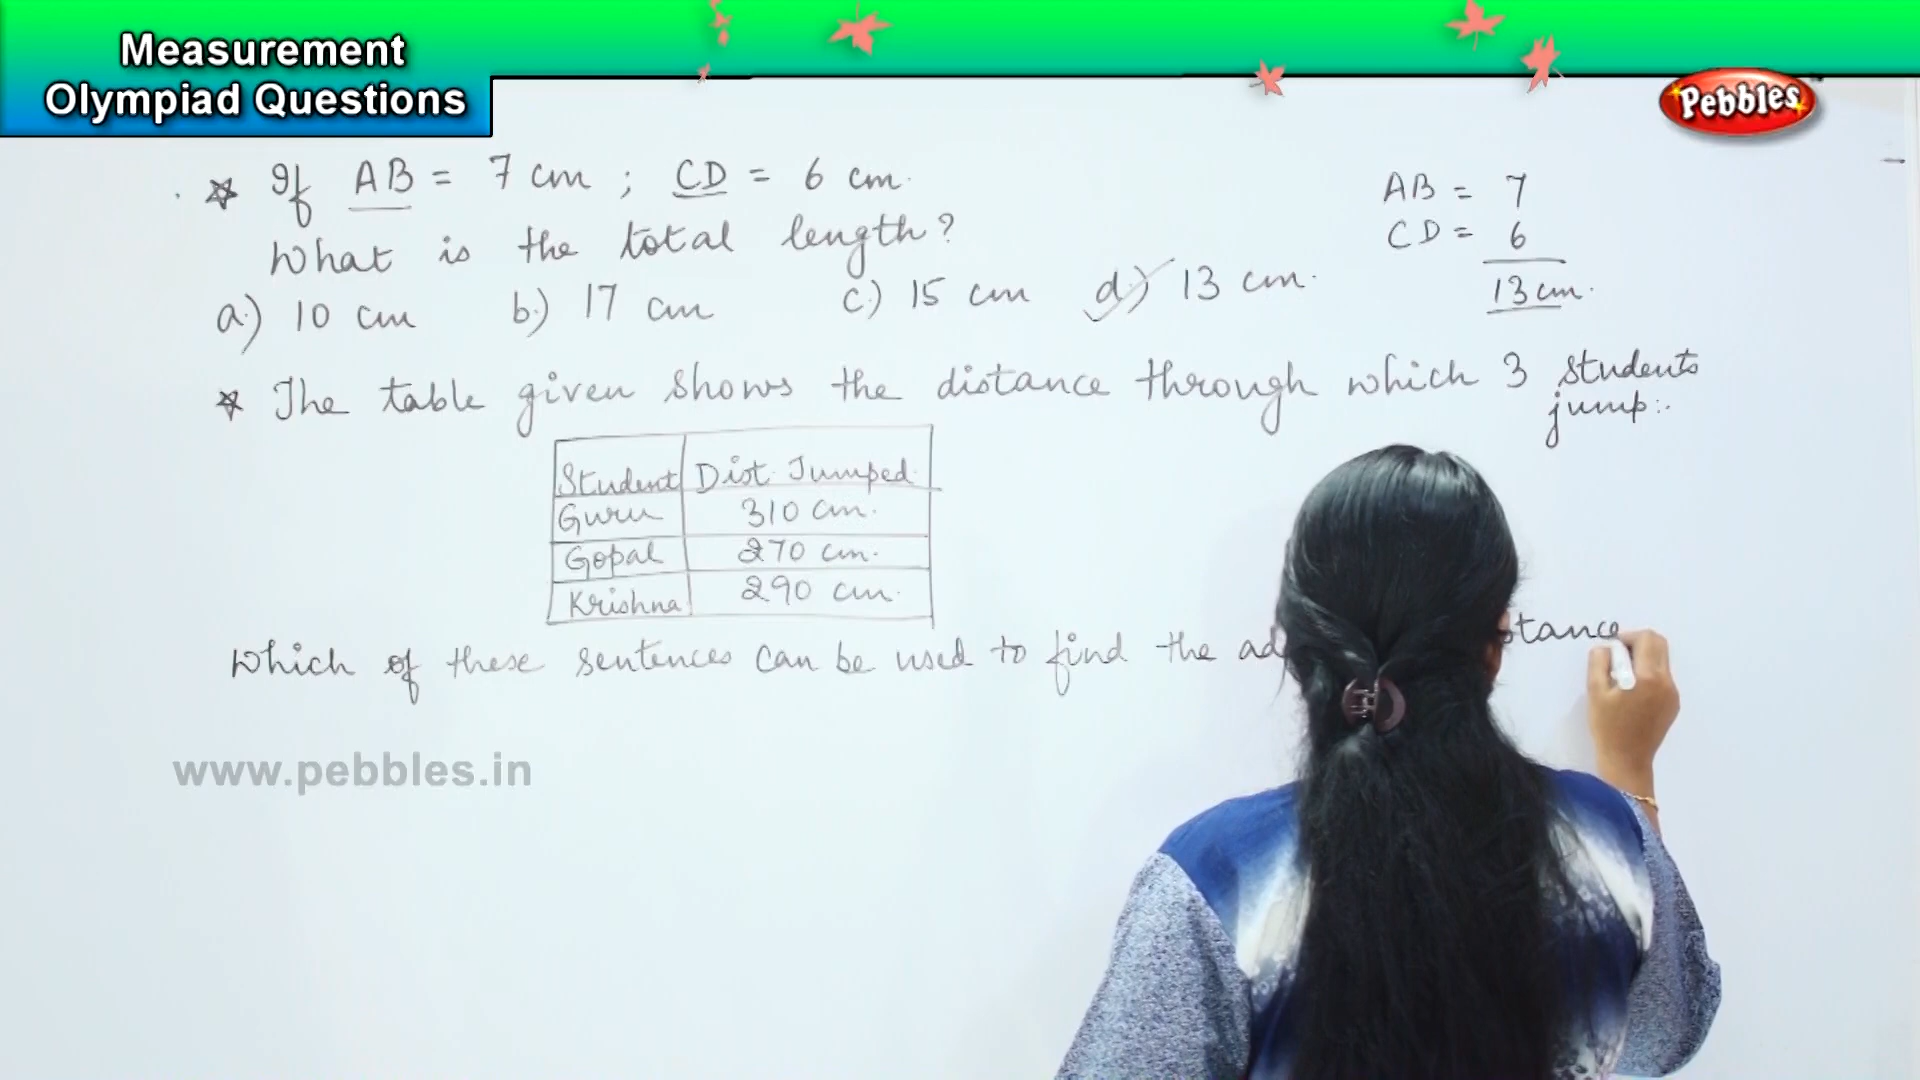 Measurement
Olympiad Questions
Pebbles
If AB = 7 cm ; CD = 6 cm.
What is the total length?
a.) 10 cm b.) 17 cm c.) 15 cm d.) 13 cm.
AB = 7
CD = 6
13 cm.
The table given shows the distance through which 3 students
jump:.
Student Dist. Jumped
Guru 310 cm.
Gopal 270 cm.
Krishna 290 cm.
Which of these sentences can be used to find the
www.pebbles.in